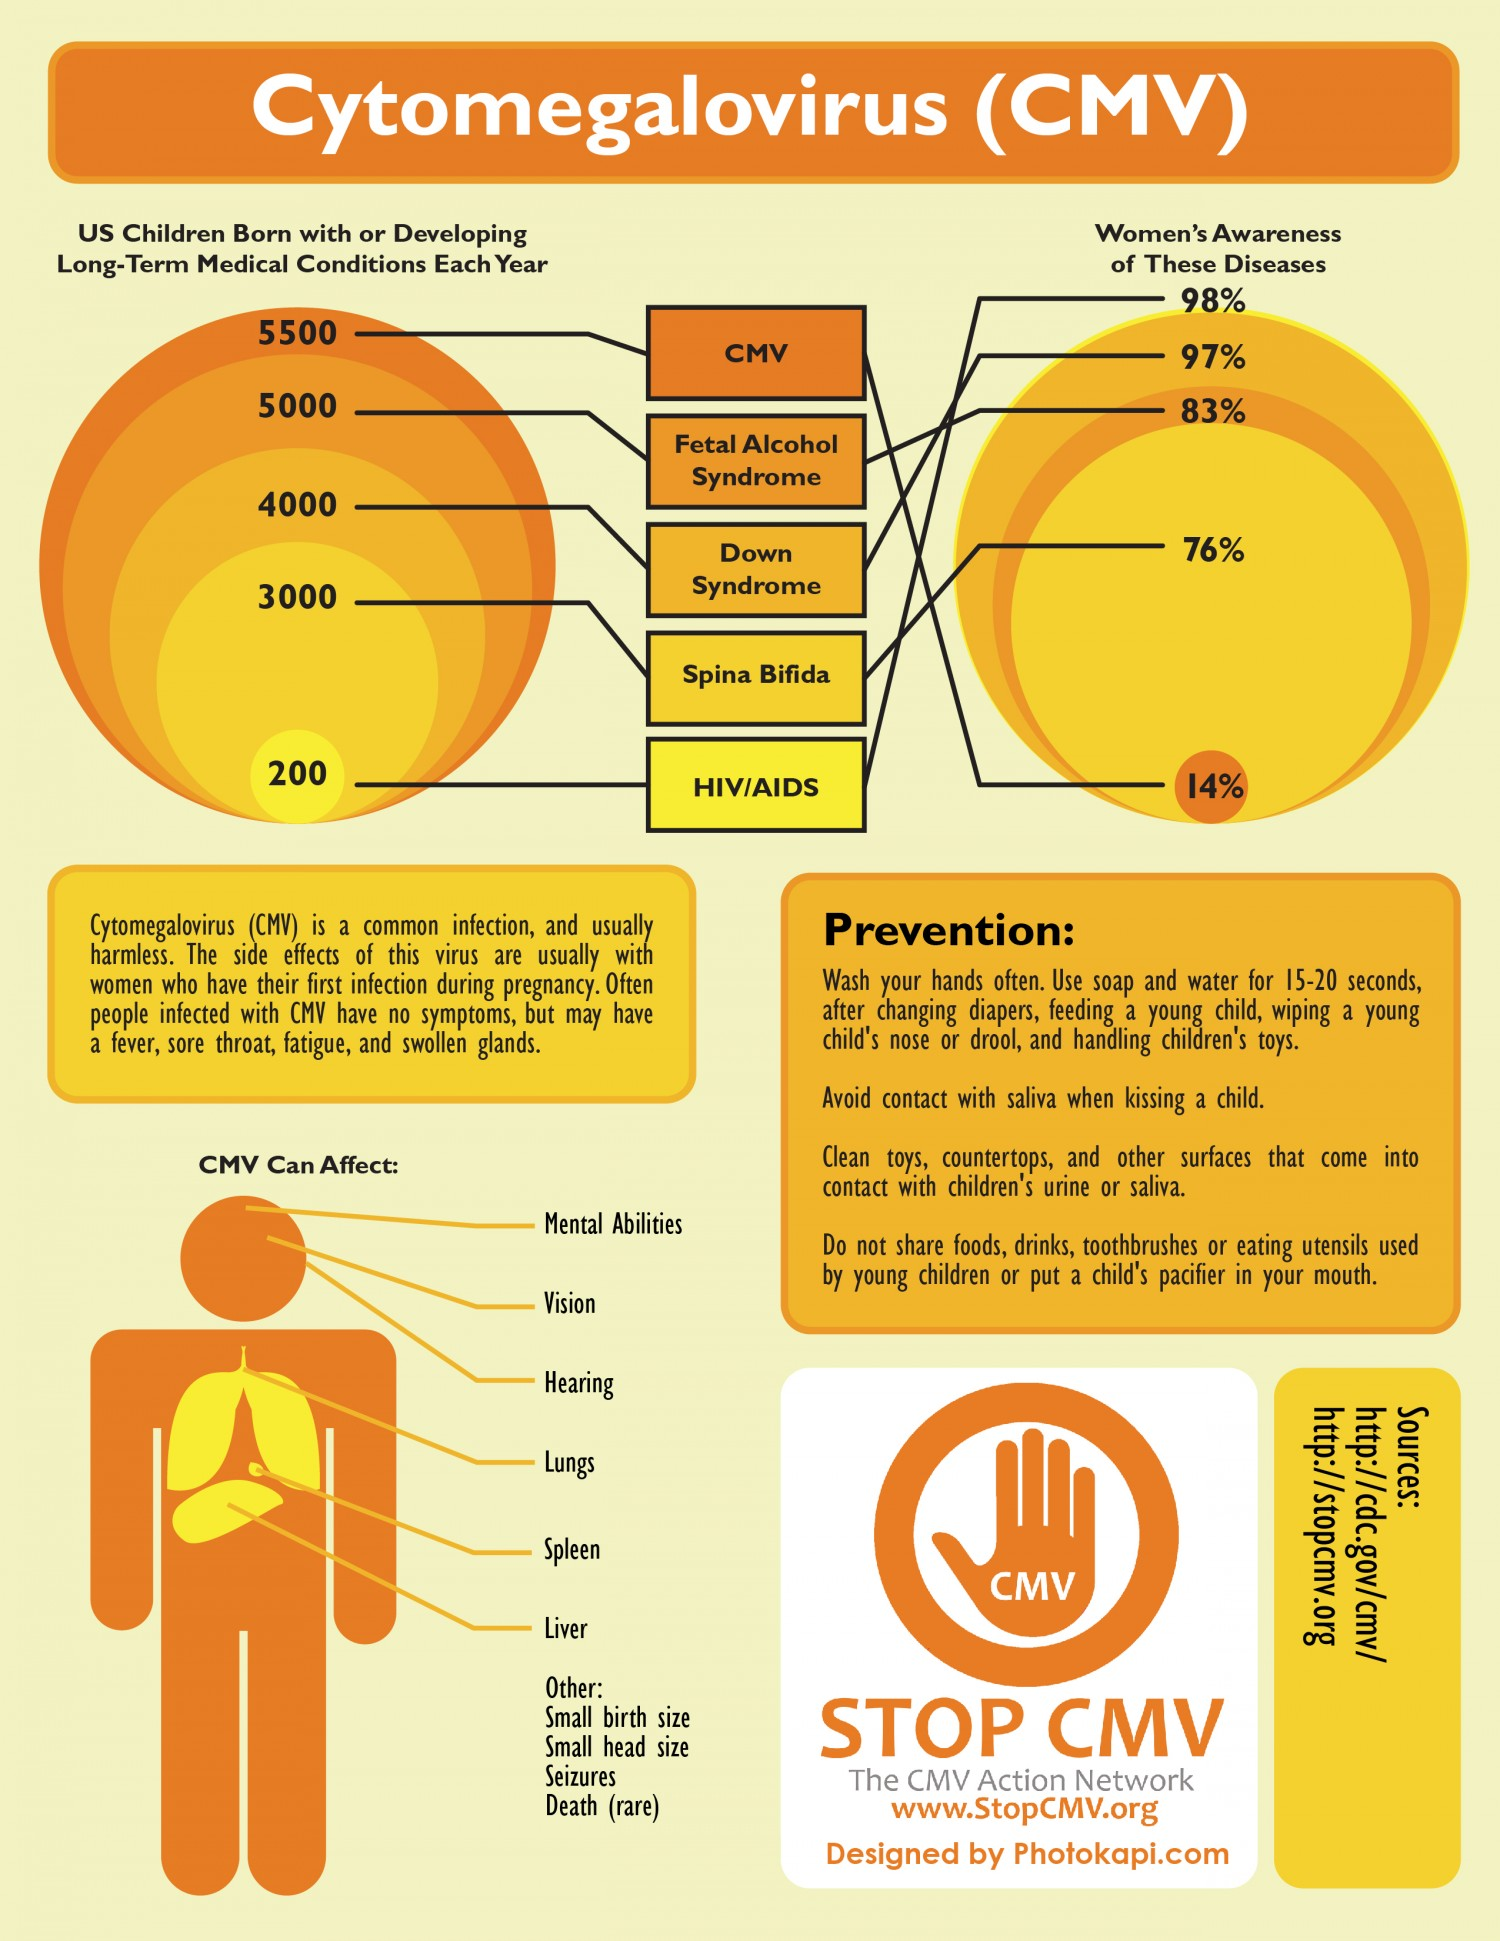 Cytomegalovirus (CMV)
US Children Born with or Developing
Long-Term Medical Conditions Each Year
5500
5000
4000
3000
200
CMV
Fetal Alcohol
Syndrome
Down
Syndrome
Spina Bifida
HIV/AIDS
Women's Awareness
of These Diseases
98%
97%
83%
76%
14%
Cytomegalovirus (CMV) is a common infection, and usually
harmless. The side effects of this virus are usually with
women who have their first infection during pregnancy. Often
people infected with CMV have no symptoms, but may have
a fever, sore throat, fatigue, and swollen glands.
Prevention:
Wash your hands often. Use soap and water for 15-20 seconds,
after changing diapers, feeding a young child, wiping a young
child's nose or drool, and handling children's toys.
Avoid contact with saliva when kissing a child.
Clean toys, countertops, and other surfaces that come into
contact with children's urine or saliva.
Do not share foods, drinks, toothbrushes or eating utensils used
by young children or put a child's pacifier in your mouth.
CMV Can Affect:
Mental Abilities
Vision
Hearing
Lungs
Spleen
Liver
Other:
Small birth size
Small head size
Seizures
Death (rare)
CMV
STOP CMV
The CMV Action Network
www.StopCMV.org
Designed by Photokapi.com
Sources:
http://cdc.gov/cmv/
http://stopcmv.org